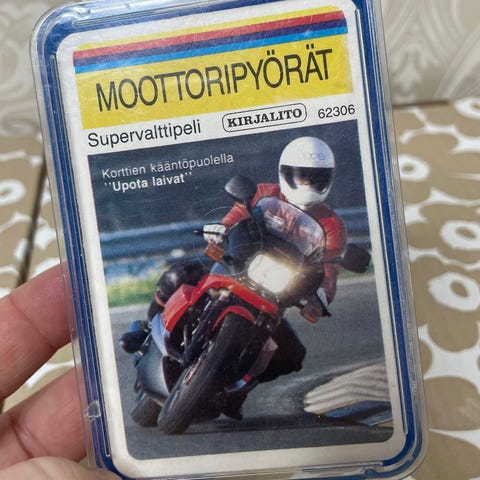 MOOTTORIPYÖRÄT
Supervalttipeli KIRJALITO 62306
Korttien kääntöpuolella
"Upota laivat"